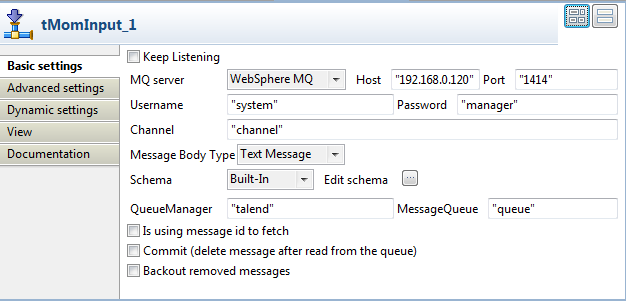 tMomInput_1
Basic settings
Advanced settings
Dynamic settings
View
Documentation
Keep Listening
MQ server WebSphere MQ Host "192.168.0.120" Port "1414"
Username "system" Password "manager"
Channel "channel"
Message Body Type Text Message
Schema Built-In Edit schema ...
QueueManager "talend" MessageQueue "queue"
Is using message id to fetch
Commit (delete message after read from the queue)
Backout removed messages